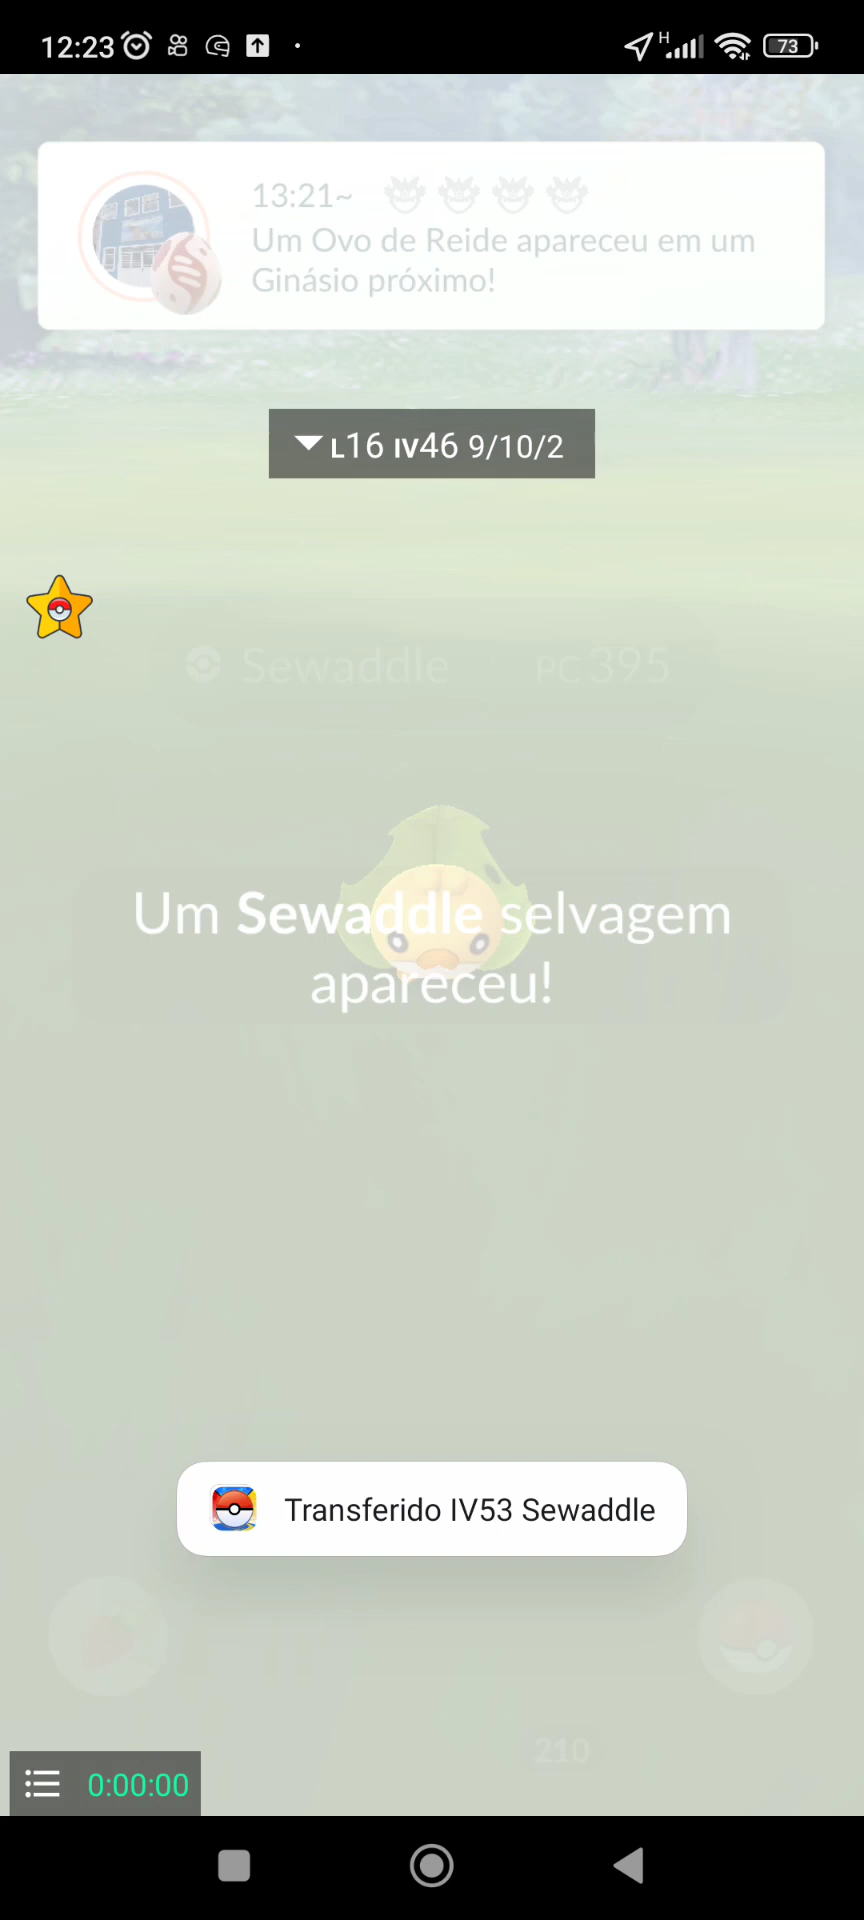 12:23
H
73
13:21~
Um Ovo de Reide apareceu em um
Ginásio próximo!
L16 IV46 9/10/2
Sewaddle PC 395
Um Sewaddle selvagem
apareceu!
Transferido IV53 Sewaddle
210
0:00:00